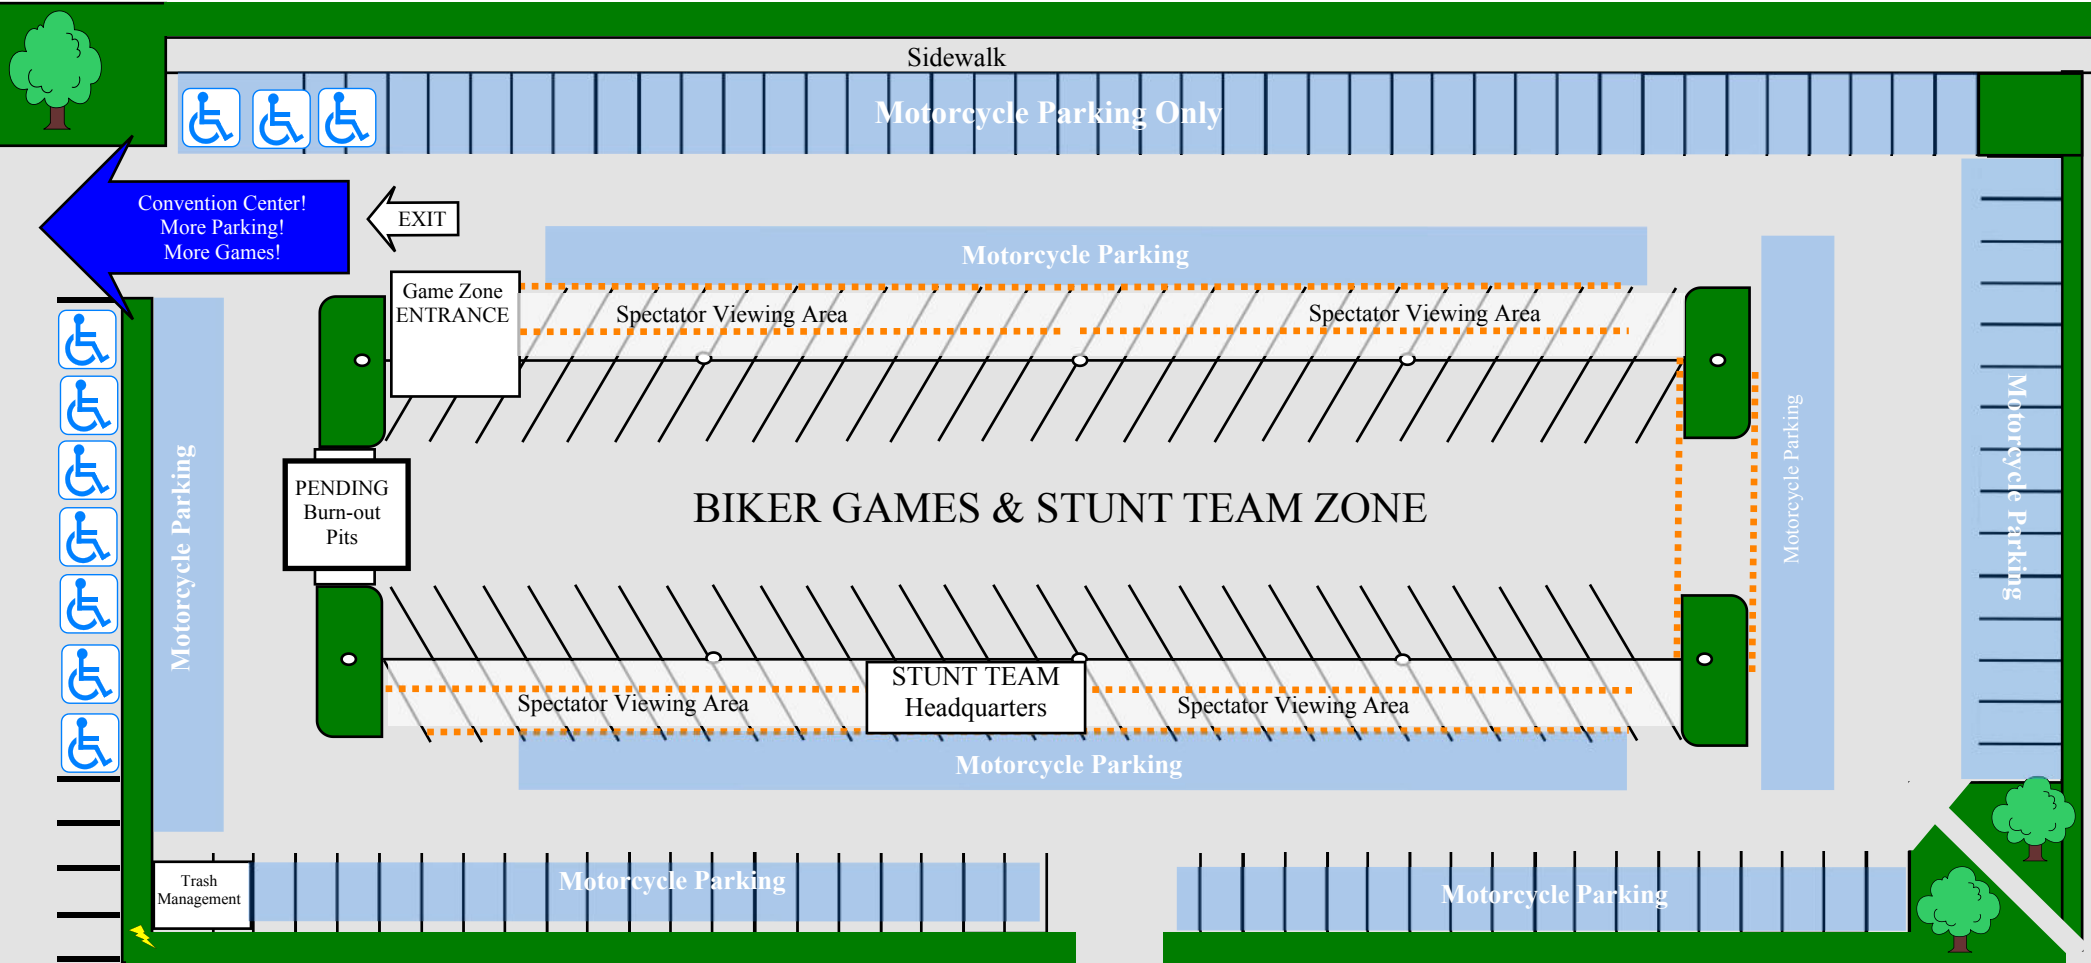 Sidewalk
Motorcycle Parking Only
Convention Center!
More Parking!
More Games!
EXIT
Motorcycle Parking
Game Zone
ENTRANCE
Spectator Viewing Area
Spectator Viewing Area
Motorcycle Parking
Motorcycle Parking
Motorcycle Parking
PENDING
Burn-out
Pits
BIKER GAMES & STUNT TEAM ZONE
STUNT TEAM
Headquarters
Spectator Viewing Area
Spectator Viewing Area
Motorcycle Parking
Trash
Management
Motorcycle Parking
Motorcycle Parking